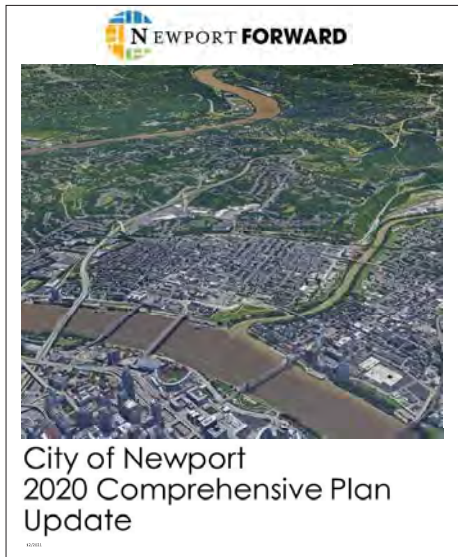 NEWPORT FORWARD
City of Newport
2020 Comprehensive Plan
Update